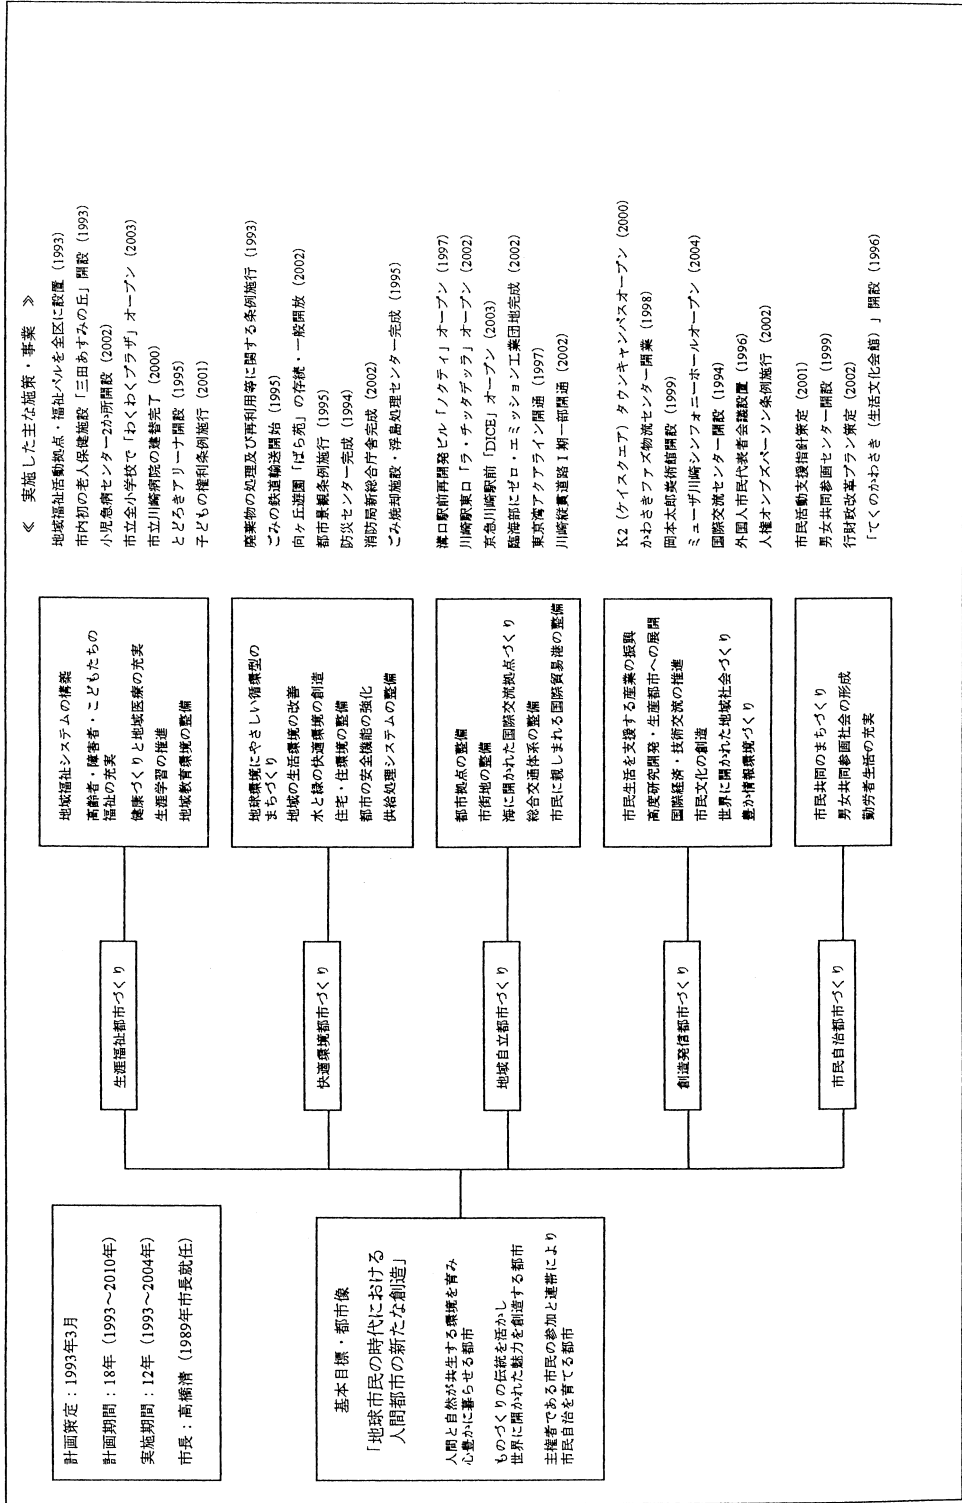 計画策定：1993年3月
計画期間：18年（1993～2010年）
実施期間：12年（1993～2004年）
市長：高橋清（1989年市長就任）
基本目標・都市像
「地球市民の時代における
人間都市の新たな創造」
人間と自然が共生する環境を育み
心豊かに暮らせる都市
ものづくりの伝統を活かし
世界に開かれた魅力を創造する都市
主権者である市民の参加と連帯により
市民自治を育てる都市
生涯福祉都市づくり
快適環境都市づくり
地域自立都市づくり
創造発信都市づくり
市民自治都市づくり
地域福祉システムの構築
高齢者・障害者・こどもたちの
福祉の充実
健康づくりと地域医療の充実
生涯学習の推進
地域教育環境の整備
地球環境にやさしい循環型の
まちづくり
地域の生活環境の改善
水と緑の快適環境の創造
住宅・住環境の整備
都市の安全機能の強化
供給処理システムの整備
都市拠点の整備
市街地の整備
海に開かれた国際交流拠点づくり
総合交通体系の整備
市民に親しまれる国際貿易港の整備
市民生活を支援する産業の振興
高度研究開発・生産都市への展開
国際経済・技術交流の推進
市民文化の創造
世界に開かれた地域社会づくり
豊か情報環境づくり
市民共同のまちづくり
男女共同参画社会の形成
勤労者生活の充実
≪ 実施した主な施策・事業 ≫
地域福祉活動拠点・福祉パルを全区に設置（1993）
市内初の老人保健施設「三田あすみの丘」開設（1993）
小児急病センター2か所開設（2002）
市立全小学校で「わくわくプラザ」オープン（2003）
市立川崎病院の建替完了（2000）
とどろきアリーナ開設（1995）
子どもの権利条例施行（2001）
廃棄物の処理及び再利用等に関する条例施行（1993）
ごみの鉄道輸送開始（1995）
向ヶ丘遊園「ばら苑」の存続・一般開放（2002）
都市景観条例施行（1995）
防災センター完成（1994）
消防局新総合庁舎完成（2002）
ごみ焼却施設・浮島処理センター完成（1995）
溝口駅前再開発ビル「ノクティ」オープン（1997）
川崎駅東口「ラ・チッタデッラ」オープン（2002）
京急川崎駅前「DICE」オープン（2003）
臨海部にゼロ・エミッション工業団地完成（2002）
東京湾アクアライン開通（1997）
川崎縦貫道路Ⅰ期一部開通（2002）
K2（ケイスクエア）タウンキャンパスオープン（2000）
かわさきファズ物流センター開業（1998）
岡本太郎美術館開設（1999）
ミューザ川崎シンフォニーホールオープン（2004）
国際交流センター開設（1994）
外国人市民代表者会議設置（1996）
人権オンブズパーソン条例施行（2002）
市民活動支援指針策定（2001）
男女共同参画センター開設（1999）
行財政改革プラン策定（2002）
「てくのかわさき（生活文化会館）」開設（1996）